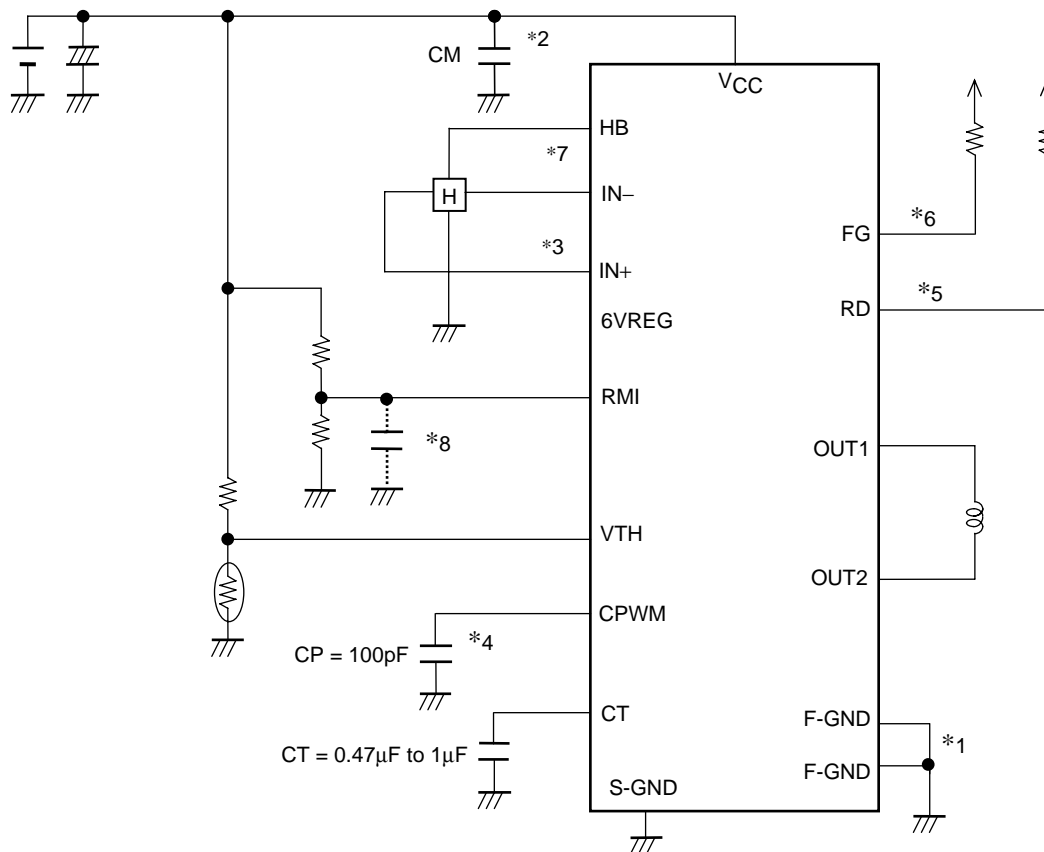 CM
*2
VCC
HB
*7
H
IN−
*6
FG
*3
IN+
*5
RD
6VREG
RMI
*8
OUT1
VTH
OUT2
CPWM
*4
CP = 100pF
CT
F-GND
*1
CT = 0.47μF to 1μF
F-GND
S-GND